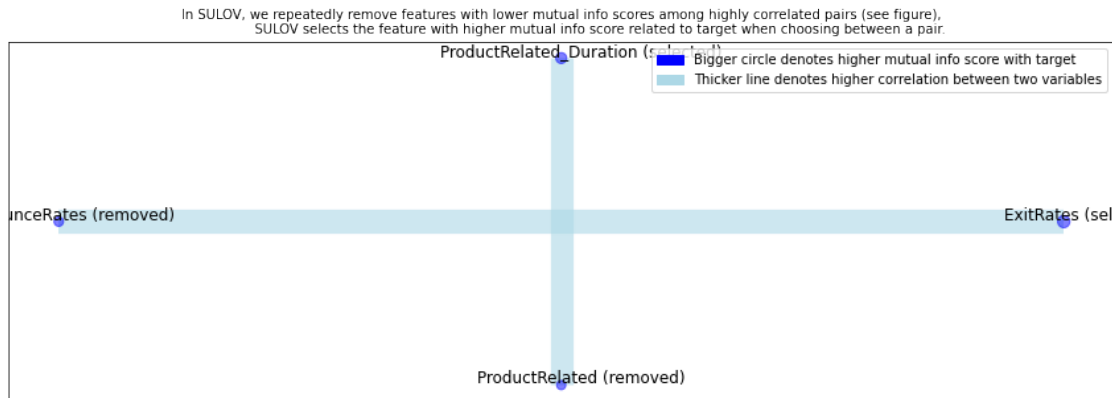 In SULOV, we repeatedly remove features with lower mutual info scores among highly correlated pairs (see figure),
SULOV selects the feature with higher mutual info score related to target when choosing between a pair.
ProductRelated_Duration (selected)
Bigger circle denotes higher mutual info score with target
Thicker line denotes higher correlation between two variables
unceRates (removed)
ExitRates (sel
ProductRelated (removed)